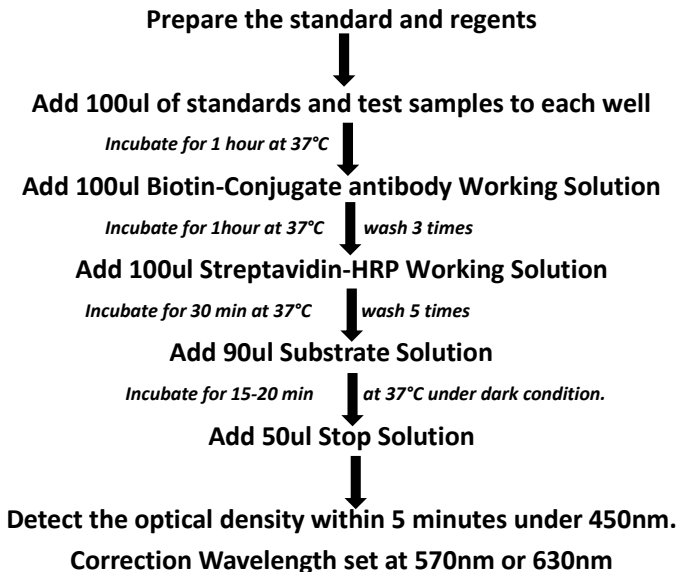 Prepare the standard and regents
Add 100ul of standards and test samples to each well
Incubate for 1 hour at 37°C
Add 100ul Biotin-Conjugate antibody Working Solution
Incubate for 1hour at 37°C wash 3 times
Add 100ul Streptavidin-HRP Working Solution
Incubate for 30 min at 37°C wash 5 times
Add 90ul Substrate Solution
Incubate for 15-20 min at 37°C under dark condition.
Add 50ul Stop Solution
Detect the optical density within 5 minutes under 450nm.
Correction Wavelength set at 570nm or 630nm